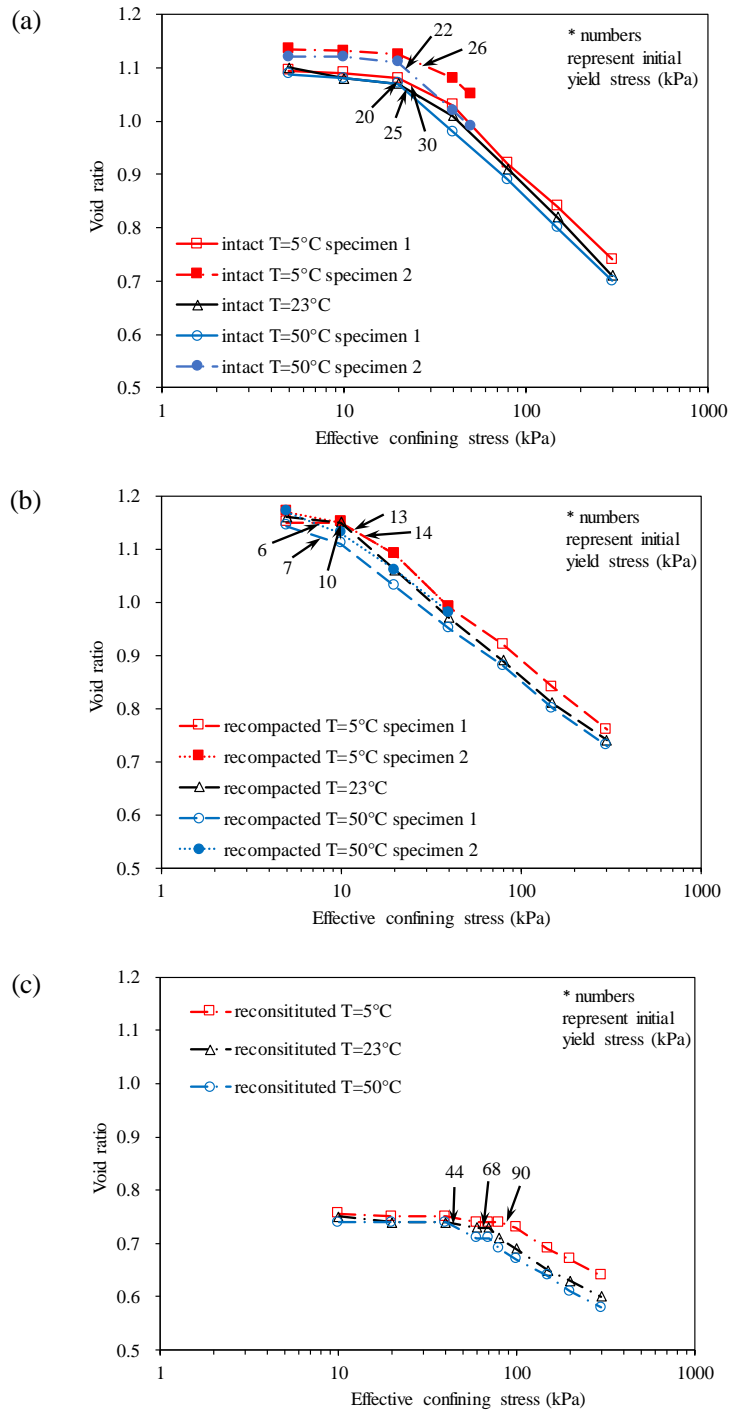 (a)
1.2
1.1
1.0
0.9
0.8
0.7
0.6
0.5
Void ratio
22
26
* numbers
represent initial
yield stress (kPa)
20
25
30
intact T=5°C specimen 1
intact T=5°C specimen 2
intact T=23°C
intact T=50°C specimen 1
intact T=50°C specimen 2
1 10 100 1000
Effective confining stress (kPa)
(b)
1.2
1.1
1.0
0.9
0.8
0.7
0.6
0.5
Void ratio
* numbers
represent initial
yield stress (kPa)
13
14
6
7
10
recompacted T=5°C specimen 1
recompacted T=5°C specimen 2
recompacted T=23°C
recompacted T=50°C specimen 1
recompacted T=50°C specimen 2
1 10 100 1000
Effective confining stress (kPa)
(c)
1.2
1.1
1.0
0.9
0.8
0.7
0.6
0.5
Void ratio
* numbers
represent initial
yield stress (kPa)
reconsitituted T=5°C
reconsitituted T=23°C
reconsitituted T=50°C
44
68
90
1 10 100 1000
Effective confining stress (kPa)